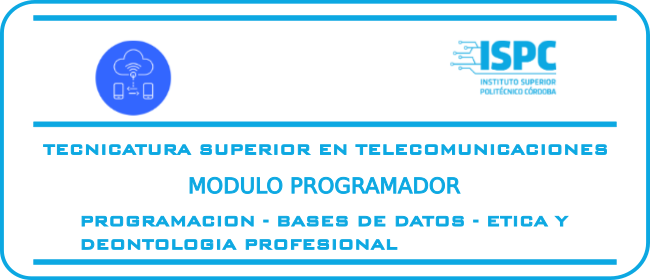 ISPC
INSTITUTO SUPERIOR
POLITÉCNICO CÓRDOBA
TECNICATURA SUPERIOR EN TELECOMUNICACIONES
MODULO PROGRAMADOR
PROGRAMACION - BASES DE DATOS - ETICA Y
DEONTOLOGIA PROFESIONAL